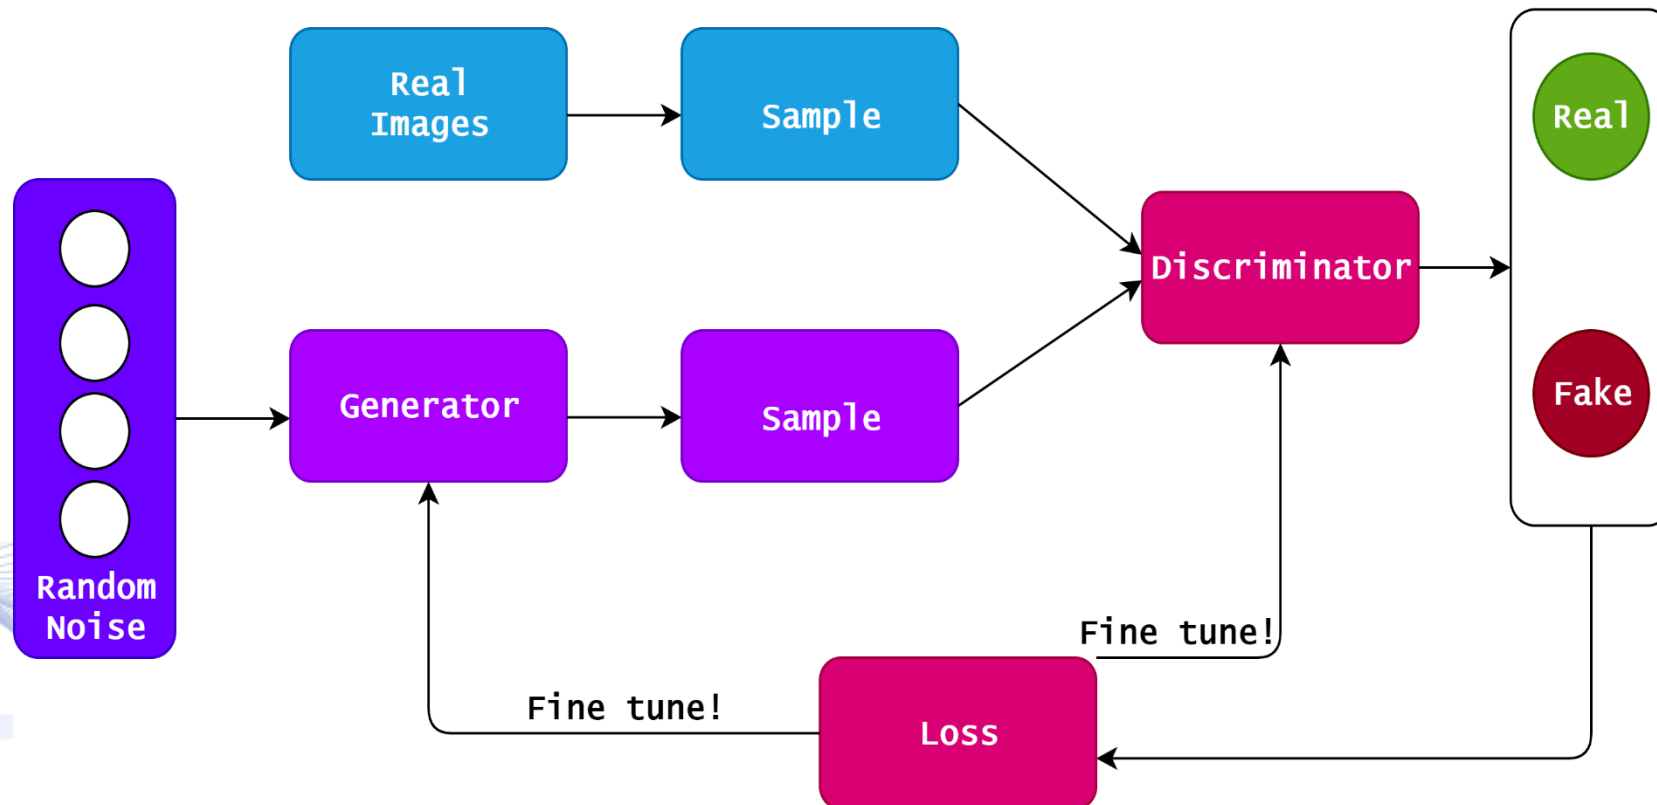 Real
Images
Sample
Real
Discriminator
Generator
Sample
Fake
Random
Noise
Fine tune!
Fine tune!
Loss